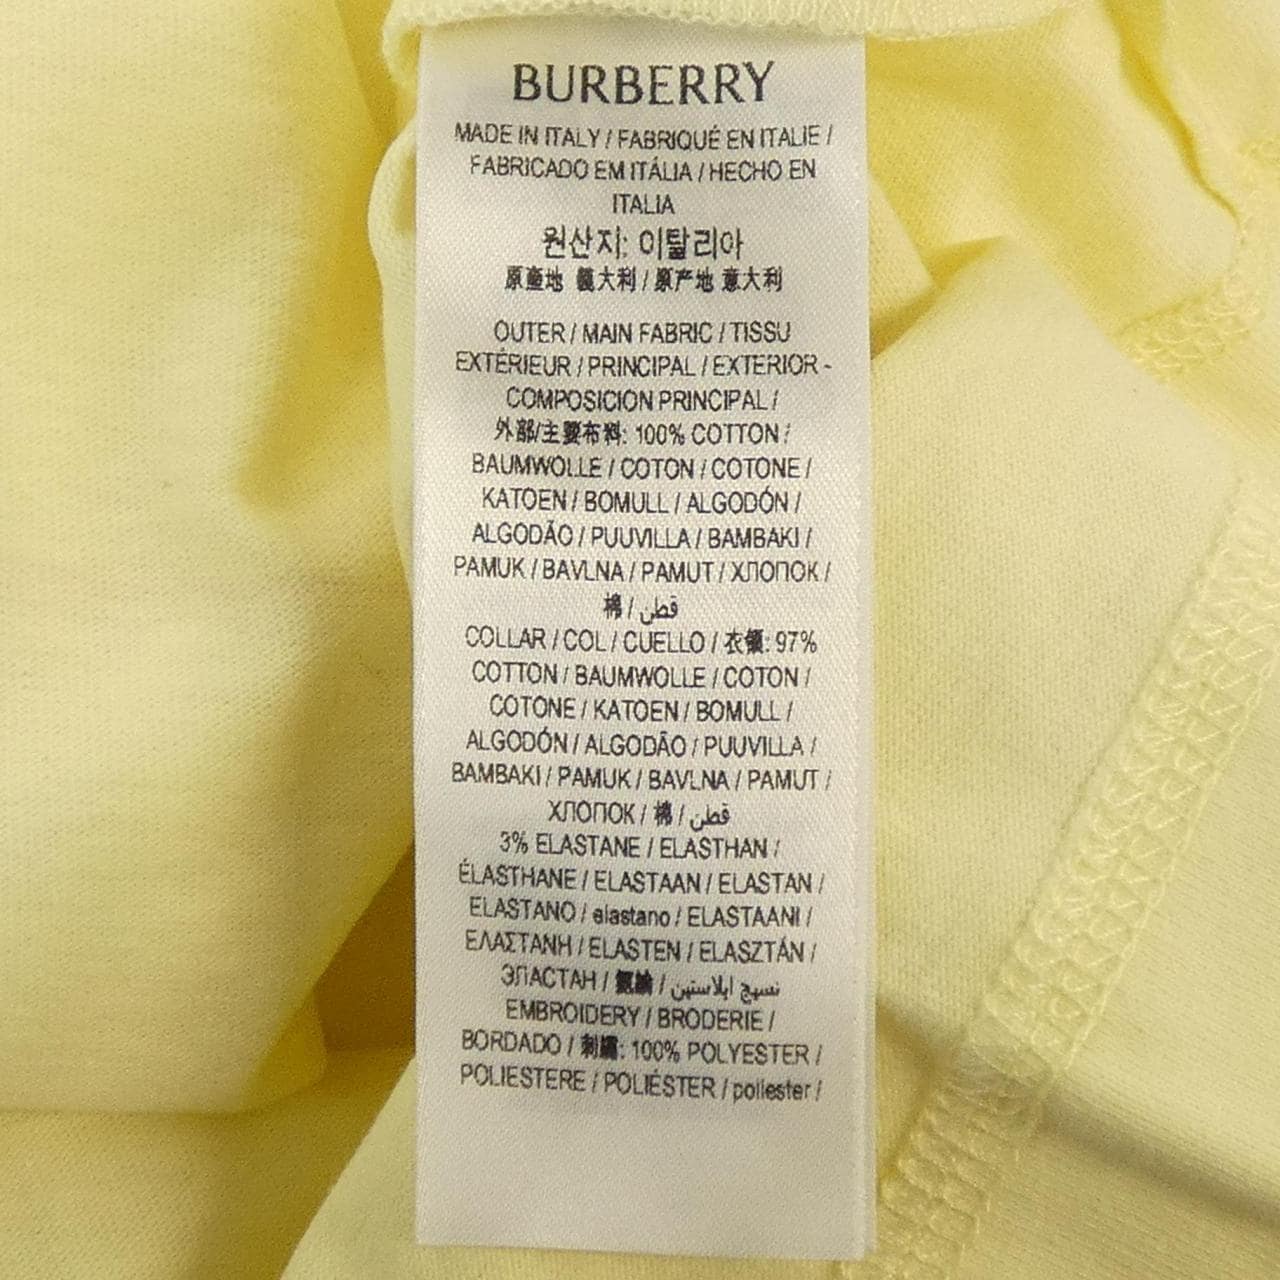 BURBERRY
MADE IN ITALY / FABRIQUÉ EN ITALIE /
FABRICADO EM ITÁLIA / HECHO EN
ITALIA
원산지: 이탈리아
原產地 義大利 / 原产地 意大利
OUTER / MAIN FABRIC / TISSU
EXTÉRIEUR / PRINCIPAL / EXTERIOR -
COMPOSICION PRINCIPAL /
外部/主要布料: 100% COTTON /
BAUMWOLLE / COTON / COTONE /
KATOEN / BOMULL / ALGODÓN /
ALGODÃO / PUUVILLA / BAMBAKI /
PAMUK / BAVLNA / PAMUT / ХЛОПОК /
棉 / قطن
COLLAR / COL / CUELLO / 衣領: 97%
COTTON / BAUMWOLLE / COTON /
COTONE / KATOEN / BOMULL /
ALGODÓN / ALGODÃO / PUUVILLA /
BAMBAKI / PAMUK / BAVLNA / PAMUT /
ХЛОПОК / 棉 / قطن
3% ELASTANE / ELASTHAN /
ÉLASTHANE / ELASTAAN / ELASTAN /
ELASTANO / elastano / ELASTAANI /
ΕΛΑΣΤΑΝΗ / ELASTEN / ELASZTÁN /
ЭЛАСТАН / 氨綸 / نسيج ايلاستين
EMBROIDERY / BRODERIE /
BORDADO / 刺繡: 100% POLYESTER /
POLIESTERE / POLIÉSTER / poliester /